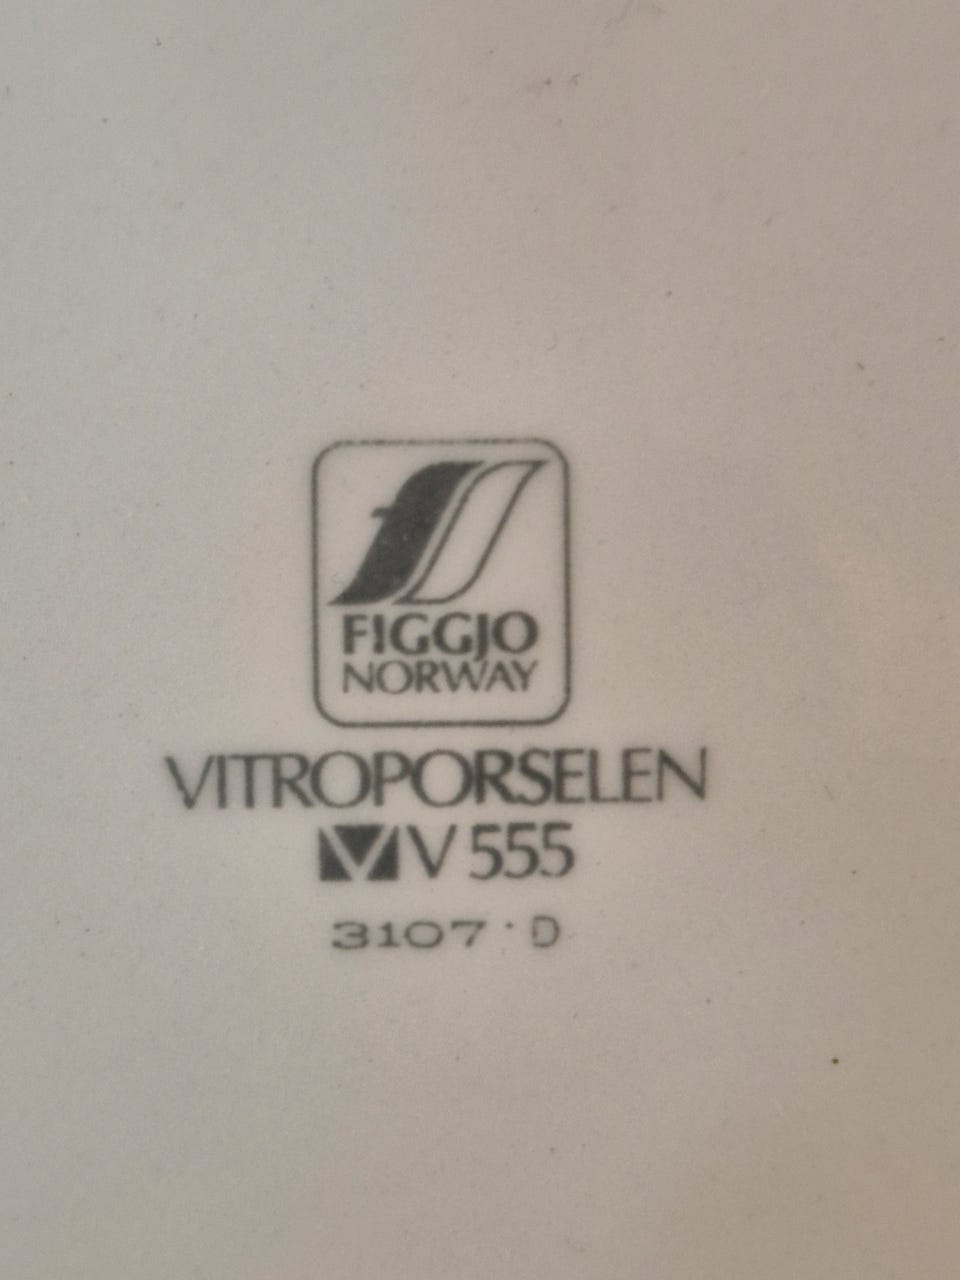 FIGGJO
NORWAY
VITROPORSELEN
V 555
3107 · D